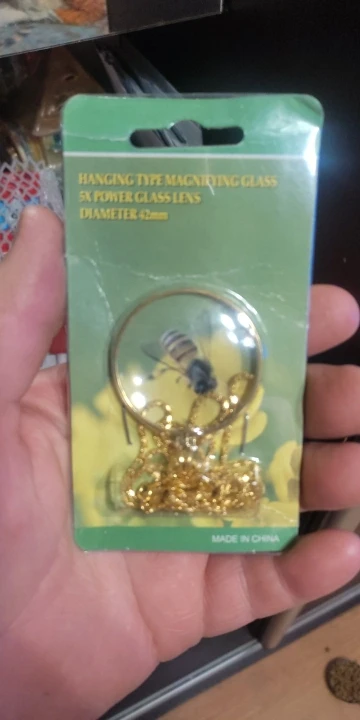 HANGING TYPE MAGNIFYING GLASS
5X POWER GLASS LENS
DIAMETER 42mm
MADE IN CHINA